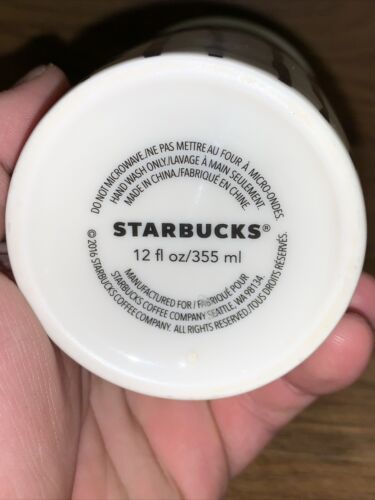 DO NOT MICROWAVE./NE PAS METTRE AU FOUR À MICRO-ONDES.
HAND WASH ONLY./LAVAGE À MAIN SEULEMENT.
MADE IN CHINA./FABRIQUÉ EN CHINE.
STARBUCKS®
12 fl oz/355 ml
MANUFACTURED FOR / FABRIQUÉ POUR
STARBUCKS COFFEE COMPANY SEATTLE, WA 98134.
© 2016 STARBUCKS COFFEE COMPANY. ALL RIGHTS RESERVED./TOUS DROITS RÉSERVÉS.